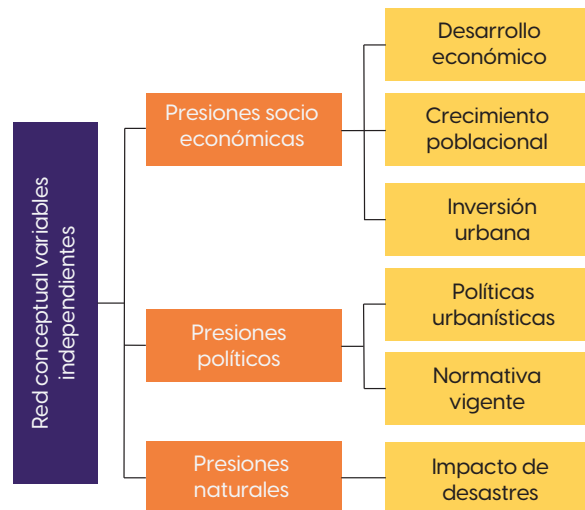 Red conceptual variables
independientes
Presiones socio
económicas
Desarrollo
económico
Crecimiento
poblacional
Inversión
urbana
Presiones
políticos
Políticas
urbanísticas
Normativa
vigente
Presiones
naturales
Impacto de
desastres